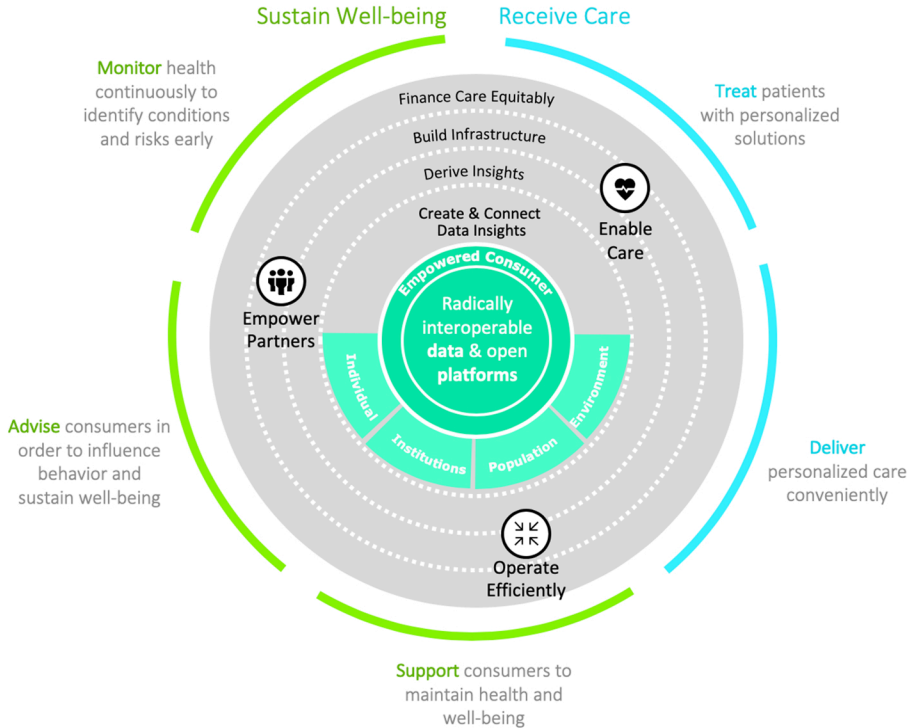 Sustain Well-being
Receive Care
Monitor health
continuously to
identify conditions
and risks early
Treat patients
with personalized
solutions
Finance Care Equitably
Build Infrastructure
Derive Insights
Create & Connect
Data Insights
Enable
Care
Empower
Partners
Empowered Consumer
Radically
interoperable
data & open
platforms
Individual
Institutions
Population
Environment
Advise consumers in
order to influence
behavior and
sustain well-being
Deliver
personalized care
conveniently
Operate
Efficiently
Support consumers to
maintain health and
well-being